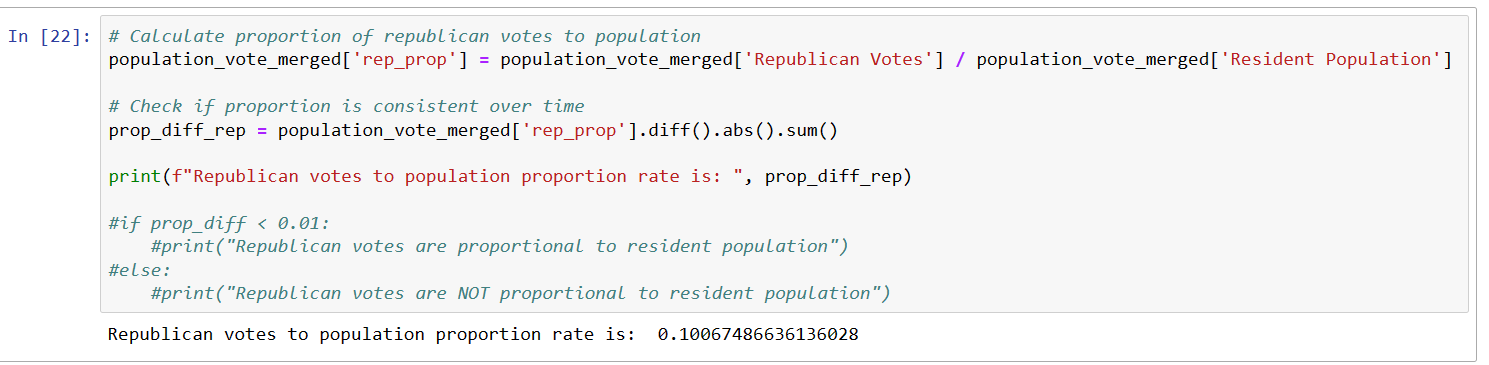 In [22]: # Calculate proportion of republican votes to population
population_vote_merged['rep_prop'] = population_vote_merged['Republican Votes'] / population_vote_merged['Resident Population']
# Check if proportion is consistent over time
prop_diff_rep = population_vote_merged['rep_prop'].diff().abs().sum()
print(f"Republican votes to population proportion rate is: ", prop_diff_rep)
#if prop_diff < 0.01:
#print("Republican votes are proportional to resident population")
#else:
#print("Republican votes are NOT proportional to resident population")
Republican votes to population proportion rate is:  0.10067486636136028